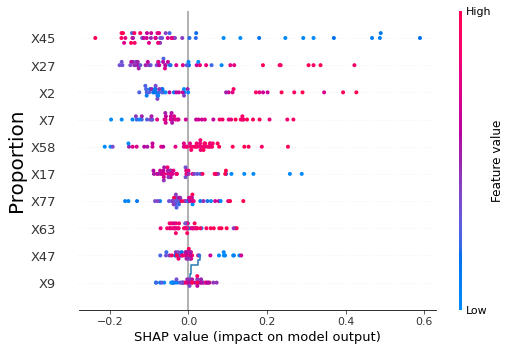 High
X45
X27
X2
X7
X58
X17
X77
X63
X47
X9
Proportion
Feature value
Low
−0.2
0.0
0.2
0.4
0.6
SHAP value (impact on model output)